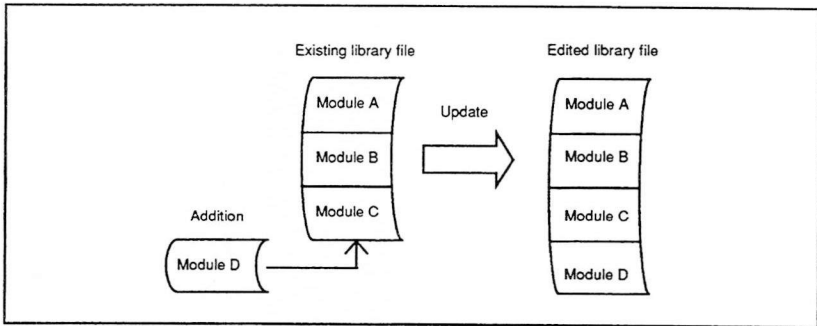 Existing library file
Edited library file
Module A
Module B
Module C
Update
Addition
Module D
Module A
Module B
Module C
Module D